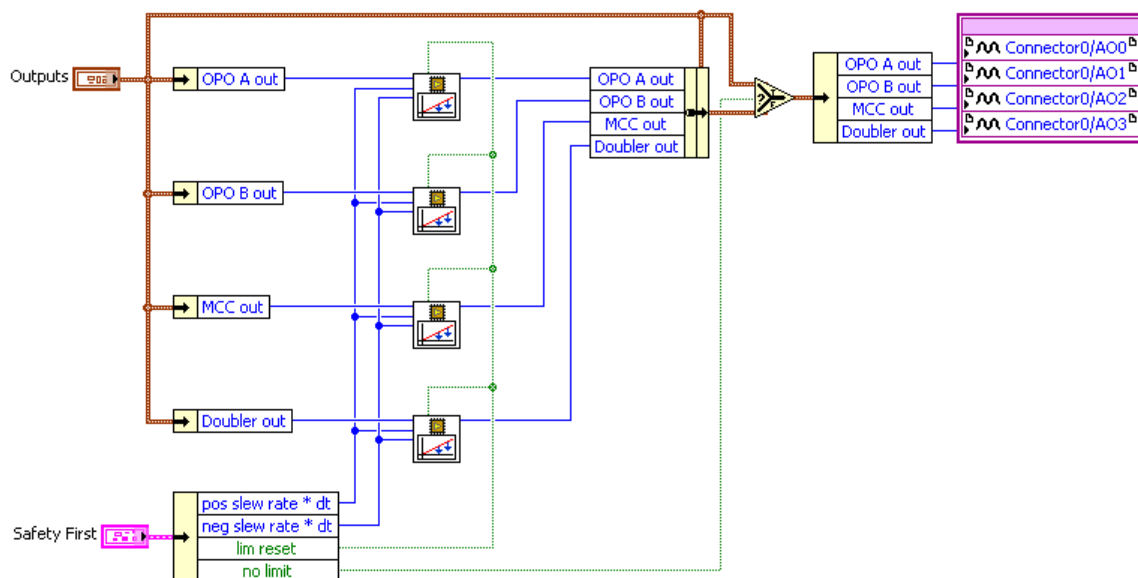 Outputs
OPO A out
OPO B out
MCC out
Doubler out
Safety First
pos slew rate * dt
neg slew rate * dt
lim reset
no limit
OPO A out
OPO B out
MCC out
Doubler out
?
T
F
OPO A out
OPO B out
MCC out
Doubler out
Connector0/AO0
Connector0/AO1
Connector0/AO2
Connector0/AO3